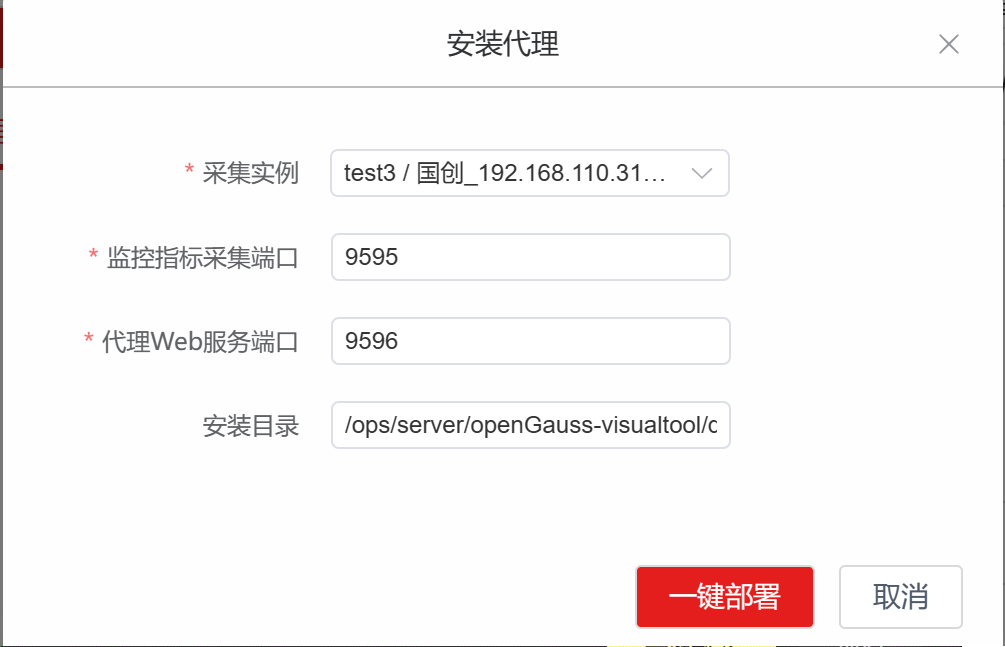 安装代理
* 采集实例 test3 / 国创_192.168.110.31...
* 监控指标采集端口 9595
* 代理Web服务端口 9596
安装目录 /ops/server/openGauss-visualtool/
一键部署 取消